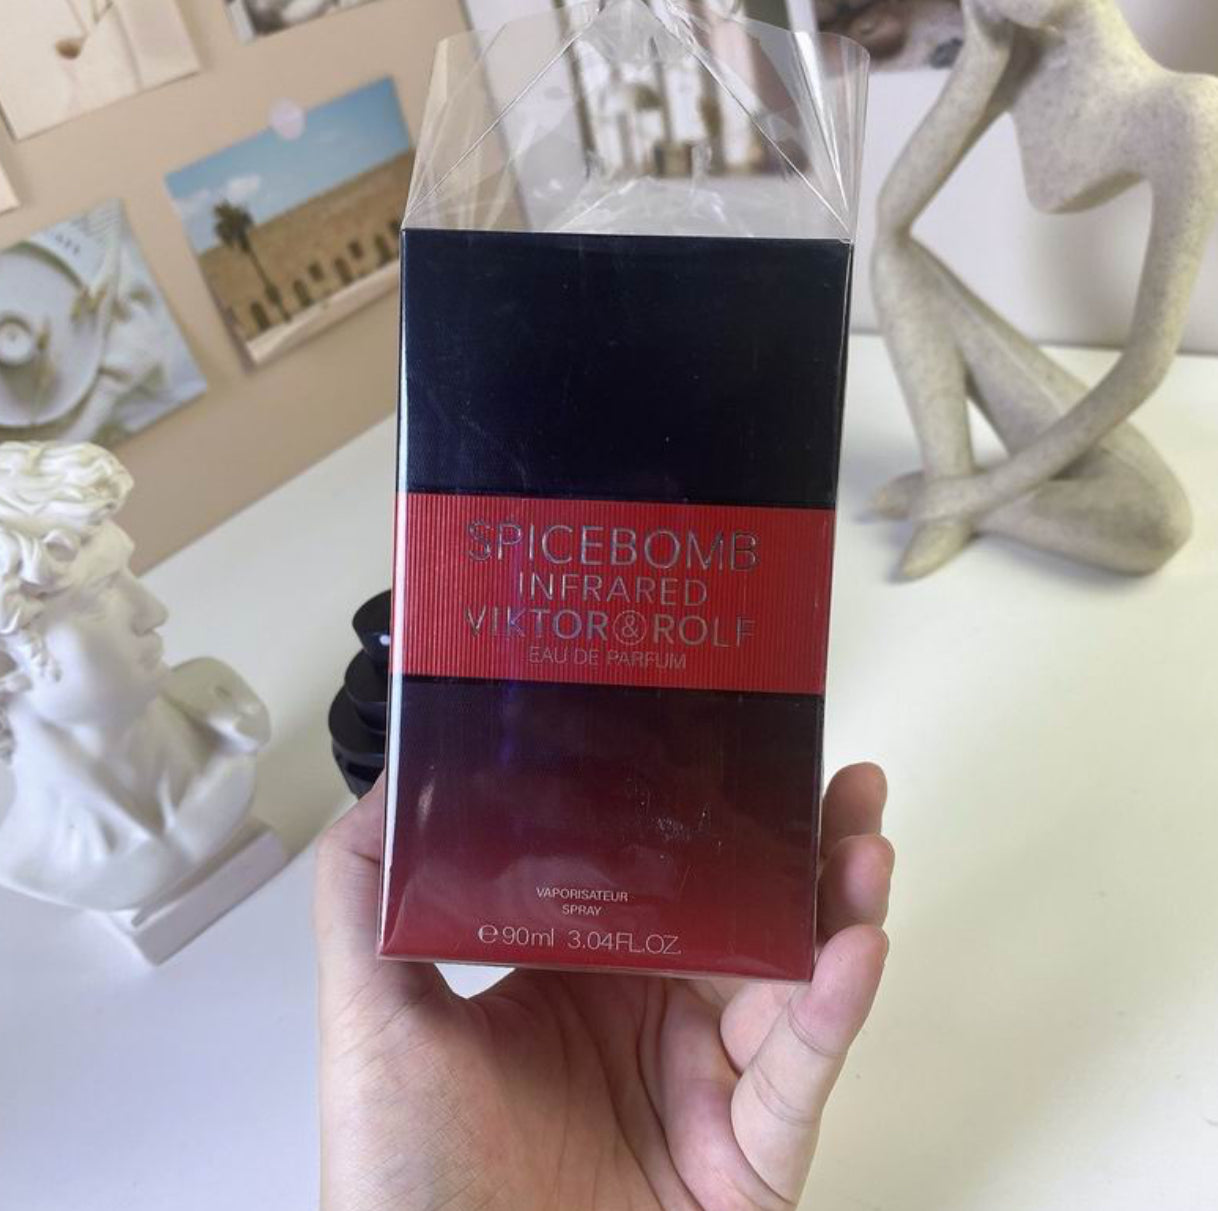 SPICEBOMB
INFRARED
VIKTOR & ROLF
EAU DE PARFUM
VAPORISATEUR
SPRAY
℮90ml 3.04FL.OZ.